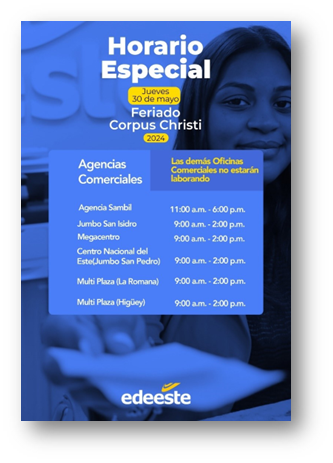 Horario
Especial
Jueves
30 de mayo
Feriado
Corpus Christi
2024
Agencias
Comerciales
Las demás Oficinas
Comerciales no estarán
laborando
Agencia Sambil 11:00 a.m. - 6:00 p.m.
Jumbo San Isidro 9:00 a.m. - 2:00 p.m.
Megacentro 9:00 a.m. - 2:00 p.m.
Centro Nacional del
Este(Jumbo San Pedro) 9:00 a.m. - 2:00 p.m.
Multi Plaza (La Romana) 9:00 a.m. - 2:00 p.m.
Multi Plaza (Higüey) 9:00 a.m. - 2:00 p.m.
edeeste